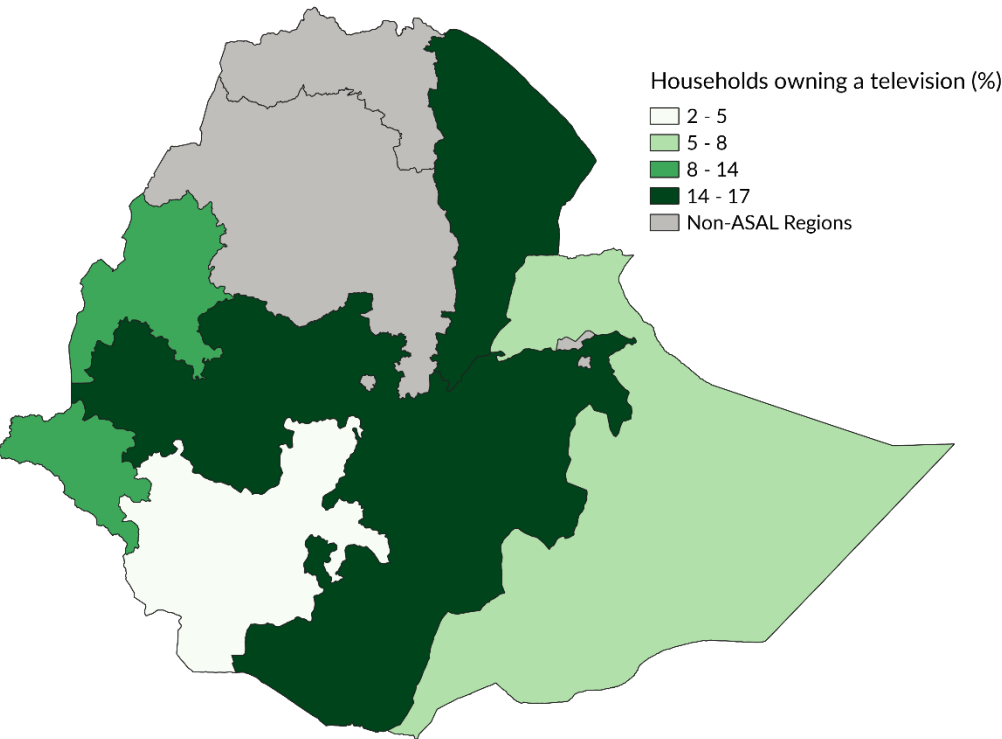 Households owning a television (%)
2 - 5
5 - 8
8 - 14
14 - 17
Non-ASAL Regions